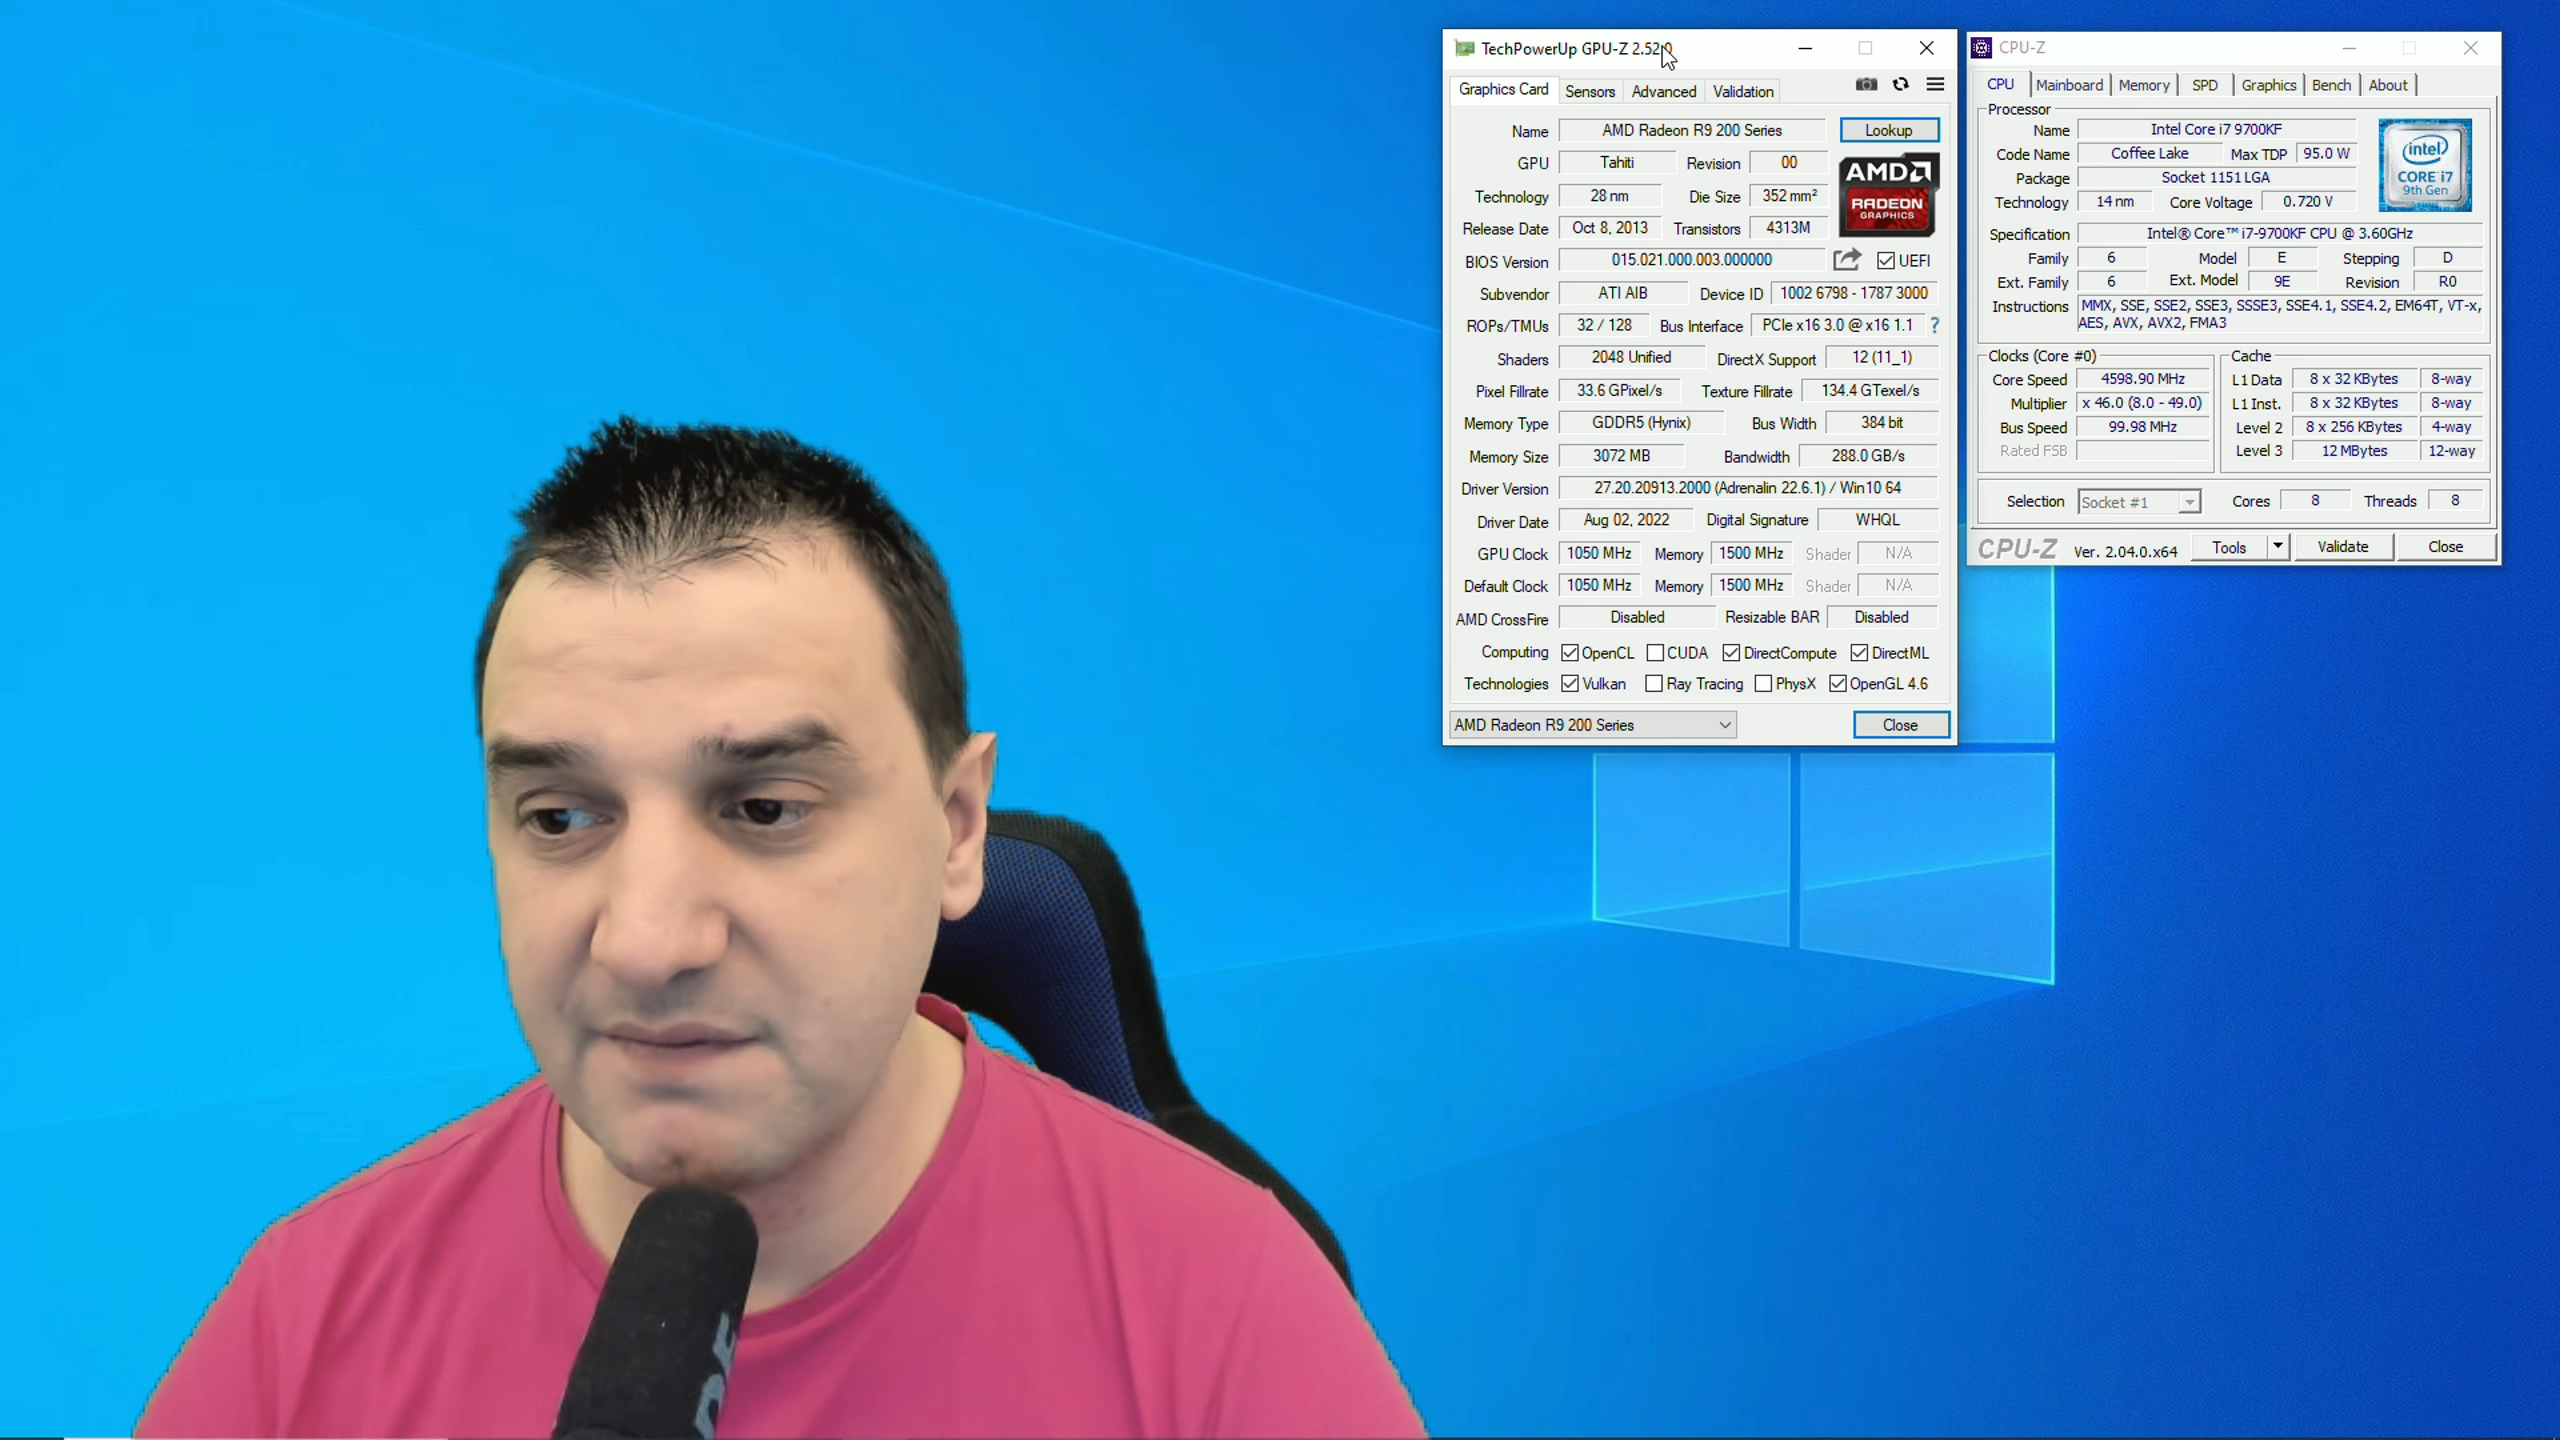 TechPowerUp GPU-Z 2.52.0
Graphics Card Sensors Advanced Validation
Name AMD Radeon R9 200 Series Lookup
GPU Tahiti Revision 00
Technology 28 nm Die Size 352 mm²
Release Date Oct 8, 2013 Transistors 4313M
BIOS Version 015.021.000.003.000000 UEFI
Subvendor ATI AIB Device ID 1002 6798 - 1787 3000
ROPs/TMUs 32 / 128 Bus Interface PCIe x16 3.0 @ x16 1.1 ?
Shaders 2048 Unified DirectX Support 12 (11_1)
Pixel Fillrate 33.6 GPixel/s Texture Fillrate 134.4 GTexel/s
Memory Type GDDR5 (Hynix) Bus Width 384 bit
Memory Size 3072 MB Bandwidth 288.0 GB/s
Driver Version 27.20.20913.2000 (Adrenalin 22.6.1) / Win10 64
Driver Date Aug 02, 2022 Digital Signature WHQL
GPU Clock 1050 MHz Memory 1500 MHz Shader N/A
Default Clock 1050 MHz Memory 1500 MHz Shader N/A
AMD CrossFire Disabled Resizable BAR Disabled
Computing OpenCL CUDA DirectCompute DirectML
Technologies Vulkan Ray Tracing PhysX OpenGL 4.6
AMD Radeon R9 200 Series Close
AMD
RADEON
GRAPHICS
CPU-Z
CPU Mainboard Memory SPD Graphics Bench About
Processor
Name Intel Core i7 9700KF
Code Name Coffee Lake Max TDP 95.0 W
Package Socket 1151 LGA
Technology 14 nm Core Voltage 0.720 V
intel
CORE i7
9th Gen
Specification Intel® Core™ i7-9700KF CPU @ 3.60GHz
Family 6 Model E Stepping D
Ext. Family 6 Ext. Model 9E Revision R0
Instructions MMX, SSE, SSE2, SSE3, SSSE3, SSE4.1, SSE4.2, EM64T, VT-x,
AES, AVX, AVX2, FMA3
Clocks (Core #0)
Core Speed 4598.90 MHz
Multiplier x 46.0 (8.0 - 49.0)
Bus Speed 99.98 MHz
Rated FSB
Cache
L1 Data 8 x 32 KBytes 8-way
L1 Inst. 8 x 32 KBytes 8-way
Level 2 8 x 256 KBytes 4-way
Level 3 12 MBytes 12-way
Selection Socket #1 Cores 8 Threads 8
CPU-Z Ver. 2.04.0.x64 Tools Validate Close